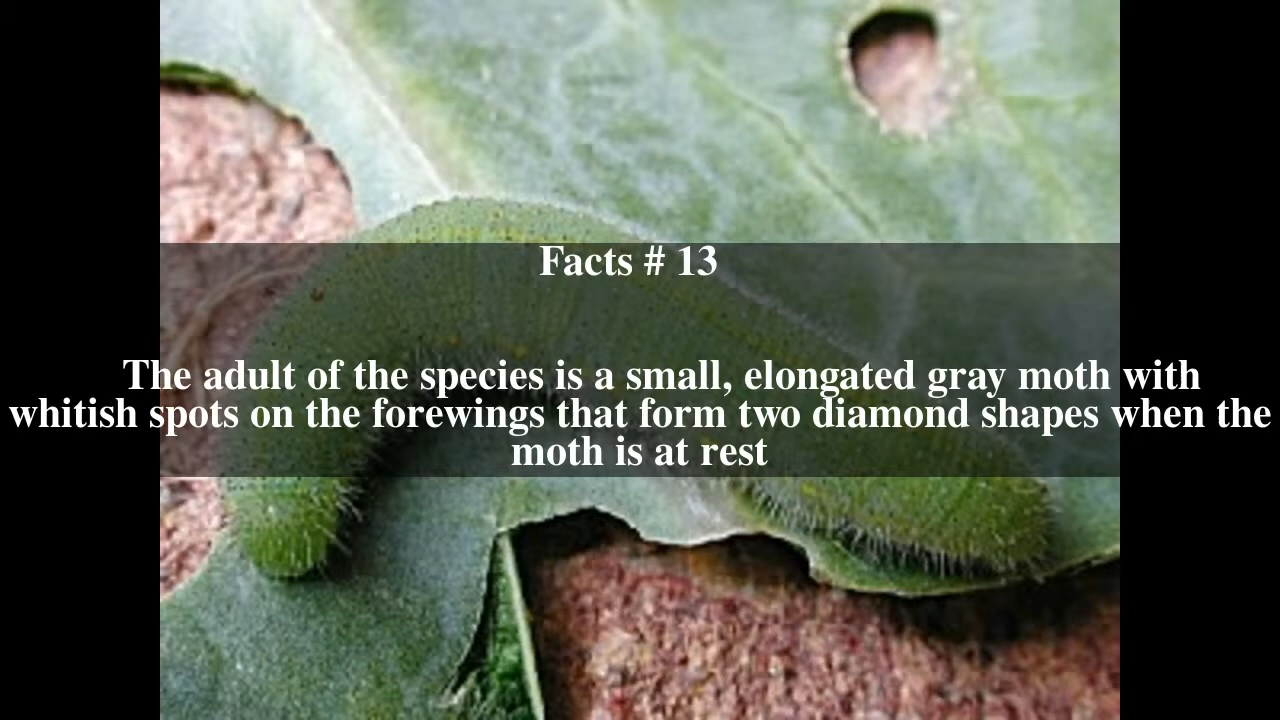 Facts # 13
The adult of the species is a small, elongated gray moth with
whitish spots on the forewings that form two diamond shapes when the
moth is at rest